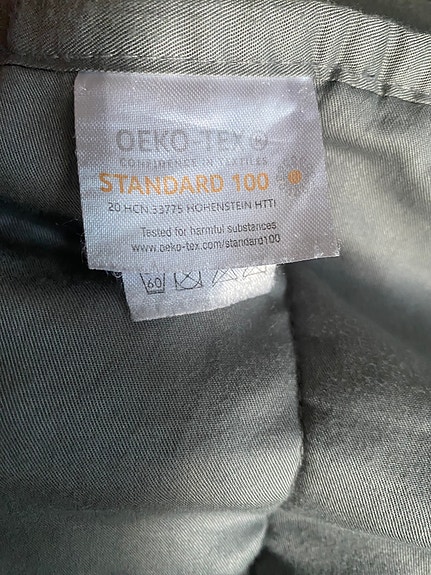 OEKO-TEX®
CONFIDENCE IN TEXTILES
STANDARD 100
20.HCN.33775 HOHENSTEIN HTTI
Tested for harmful substances
www.oeko-tex.com/standard100
60